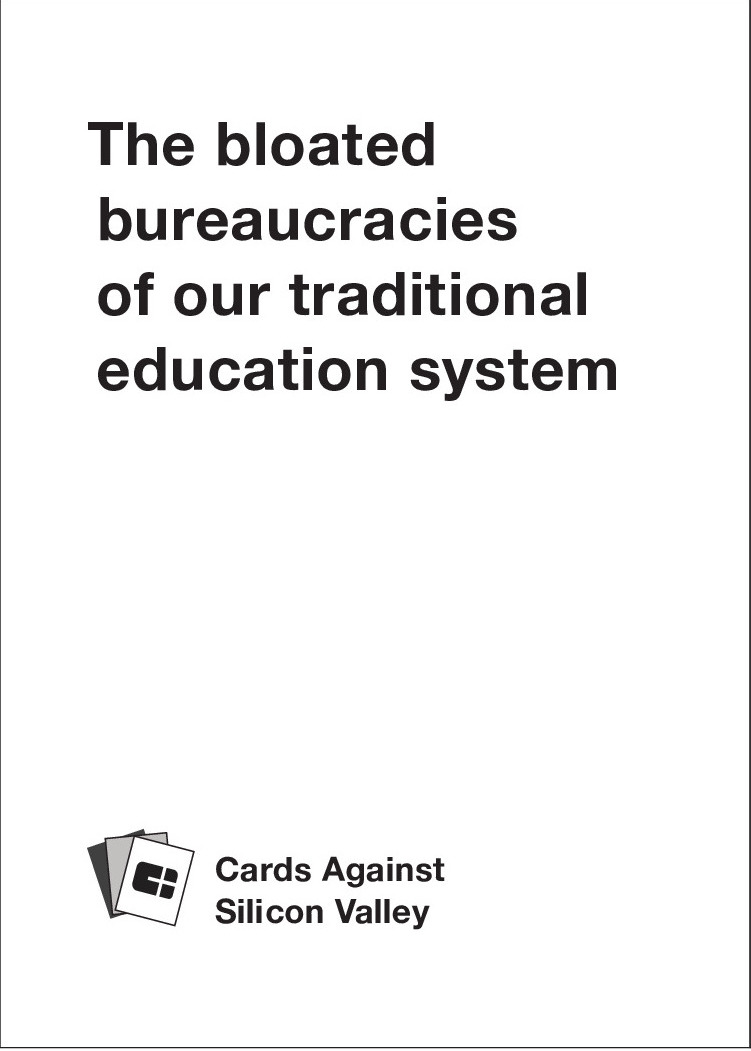 The bloated
bureaucracies
of our traditional
education system
Cards Against
Silicon Valley